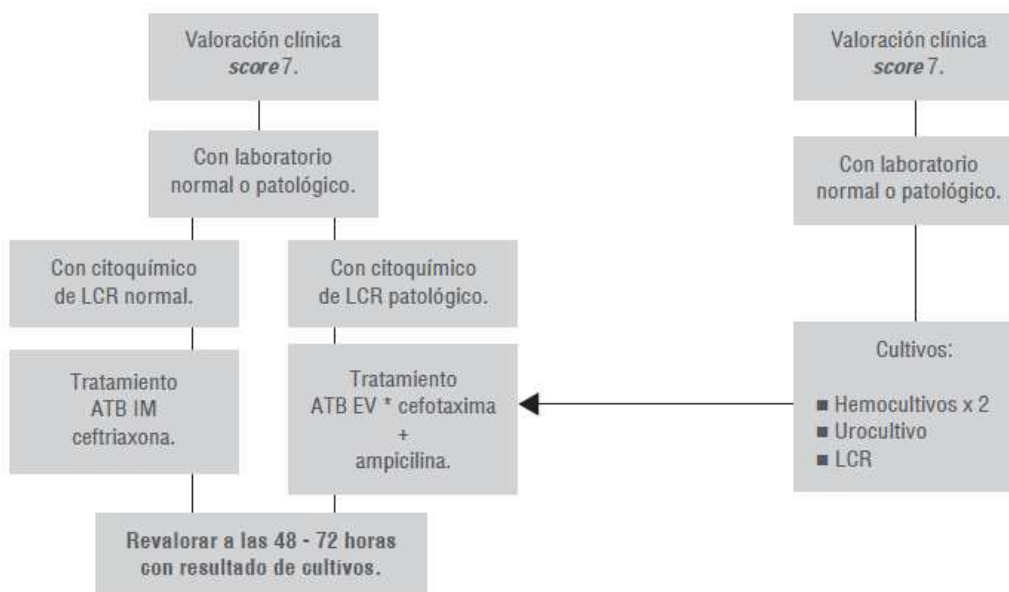 Valoración clínica
score 7.
Con laboratorio
normal o patológico.
Con citoquímico
de LCR normal.
Con citoquímico
de LCR patológico.
Tratamiento
ATB IM
ceftriaxona.
Tratamiento
ATB EV * cefotaxima
+
ampicilina.
Revalorar a las 48 - 72 horas
con resultado de cultivos.
Valoración clínica
score 7.
Con laboratorio
normal o patológico.
Cultivos:
■ Hemocultivos x 2
■ Urocultivo
■ LCR